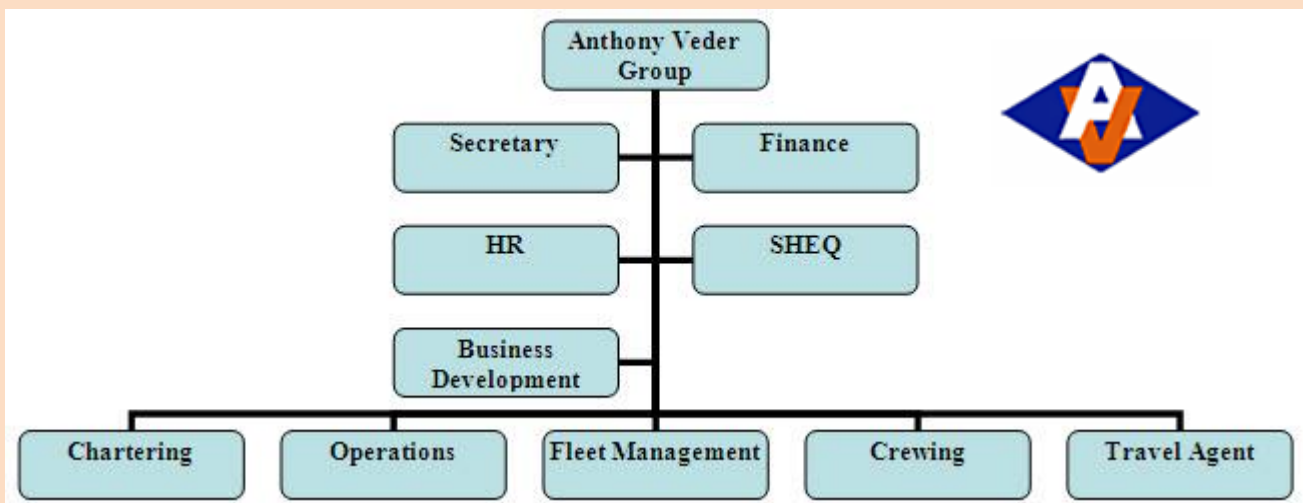 Anthony Veder
Group
Secretary
Finance
HR
SHEQ
Business
Development
Chartering
Operations
Fleet Management
Crewing
Travel Agent
AV